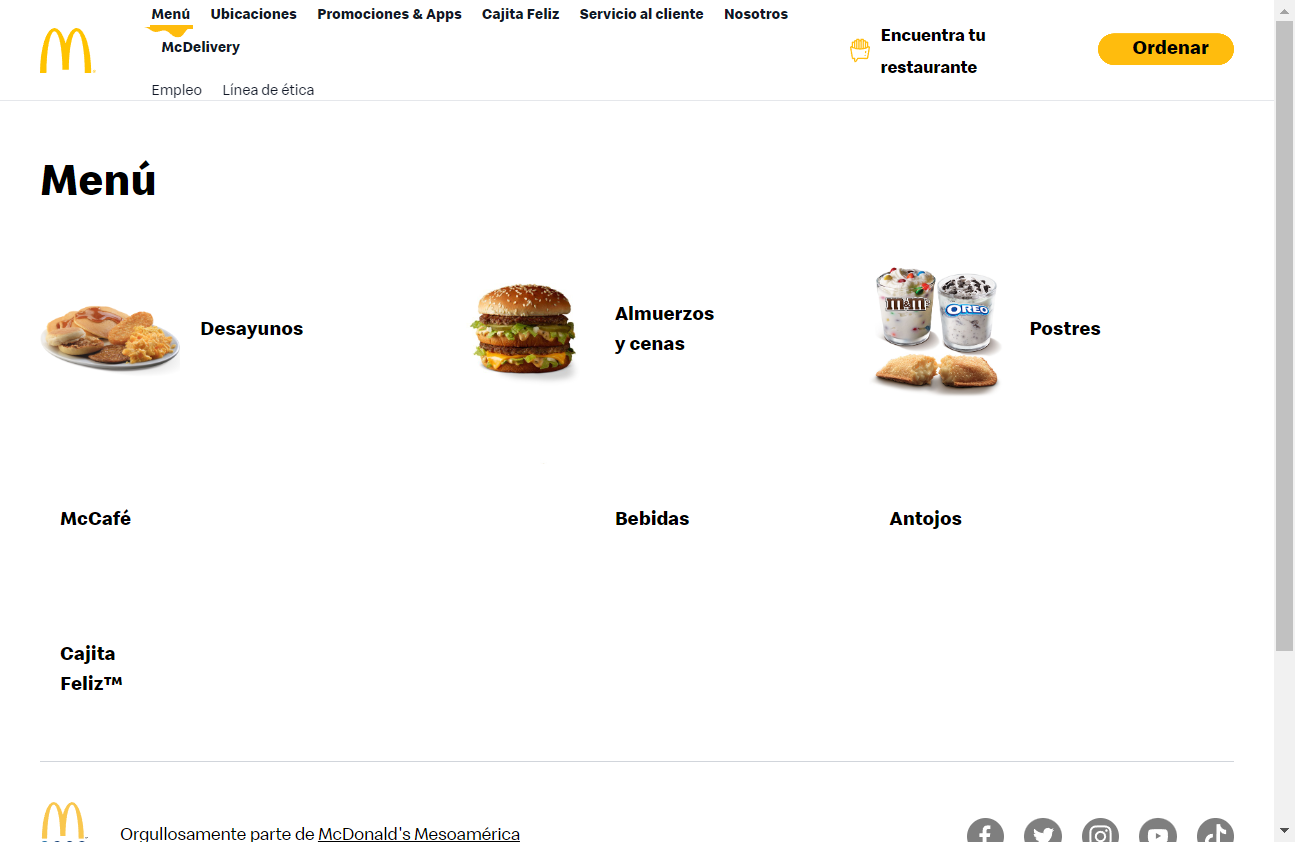 Menú Ubicaciones Promociones & Apps Cajita Feliz Servicio al cliente Nosotros
McDelivery
Empleo Línea de ética
Encuentra tu
restaurante
Ordenar
Menú
Desayunos
Almuerzos
y cenas
m&m's
OREO
Postres
McCafé
Bebidas
Antojos
Cajita
Feliz™
Orgullosamente parte de McDonald's Mesoamérica